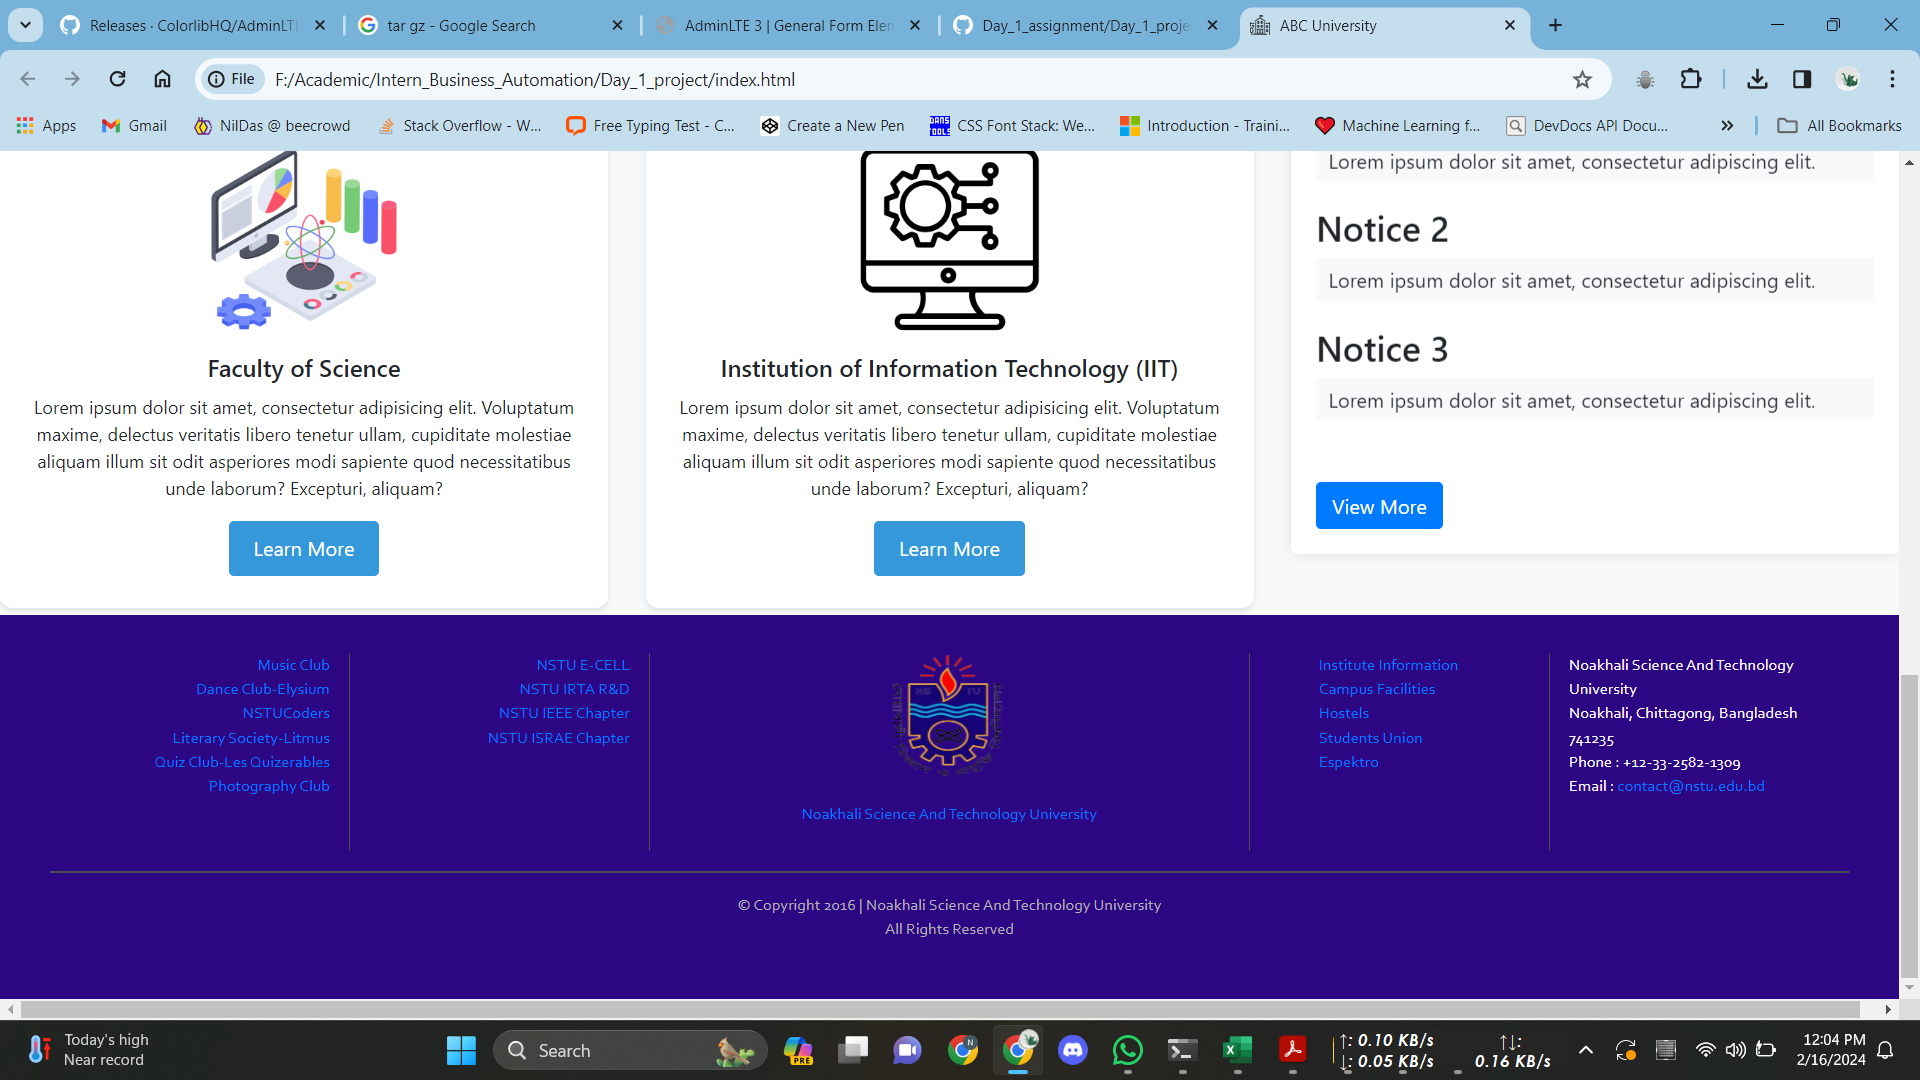 Releases · ColorlibHQ/AdminLTE
tar gz - Google Search
AdminLTE 3 | General Form Elem
Day_1_assignment/Day_1_proje
ABC University
File
F:/Academic/Intern_Business_Automation/Day_1_project/index.html
Apps
Gmail
NilDas @ beecrowd
Stack Overflow - W...
Free Typing Test - C...
Create a New Pen
CSS Font Stack: We...
Introduction - Traini...
Machine Learning f...
DevDocs API Docu...
All Bookmarks
Faculty of Science
Lorem ipsum dolor sit amet, consectetur adipisicing elit. Voluptatum
maxime, delectus veritatis libero tenetur ullam, cupiditate molestiae
aliquam illum sit odit asperiores modi sapiente quod necessitatibus
unde laborum? Excepturi, aliquam?
Learn More
Institution of Information Technology (IIT)
Lorem ipsum dolor sit amet, consectetur adipisicing elit. Voluptatum
maxime, delectus veritatis libero tenetur ullam, cupiditate molestiae
aliquam illum sit odit asperiores modi sapiente quod necessitatibus
unde laborum? Excepturi, aliquam?
Learn More
Lorem ipsum dolor sit amet, consectetur adipiscing elit.
Notice 2
Lorem ipsum dolor sit amet, consectetur adipiscing elit.
Notice 3
Lorem ipsum dolor sit amet, consectetur adipiscing elit.
View More
Music Club
Dance Club-Elysium
NSTUCoders
Literary Society-Litmus
Quiz Club-Les Quizerables
Photography Club
NSTU E-CELL
NSTU IRTA R&D
NSTU IEEE Chapter
NSTU ISRAE Chapter
Noakhali Science And Technology University
Institute Information
Campus Facilities
Hostels
Students Union
Espektro
Noakhali Science And Technology
University
Noakhali, Chittagong, Bangladesh
741235
Phone : +12-33-2582-1309
Email : contact@nstu.edu.bd
© Copyright 2016 | Noakhali Science And Technology University
All Rights Reserved
Today's high
Near record
Search
PRE
↑: 0.10 KB/s
↓: 0.05 KB/s
↑↓:
0.16 KB/s
12:04 PM
2/16/2024